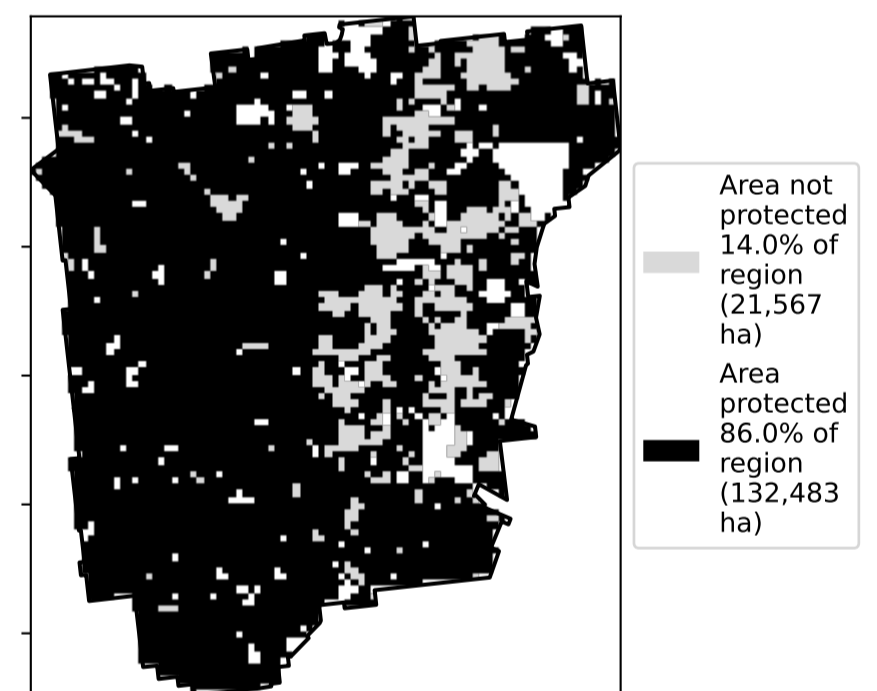 Area not
protected
14.0% of
region
(21,567
ha)
Area
protected
86.0% of
region
(132,483
ha)